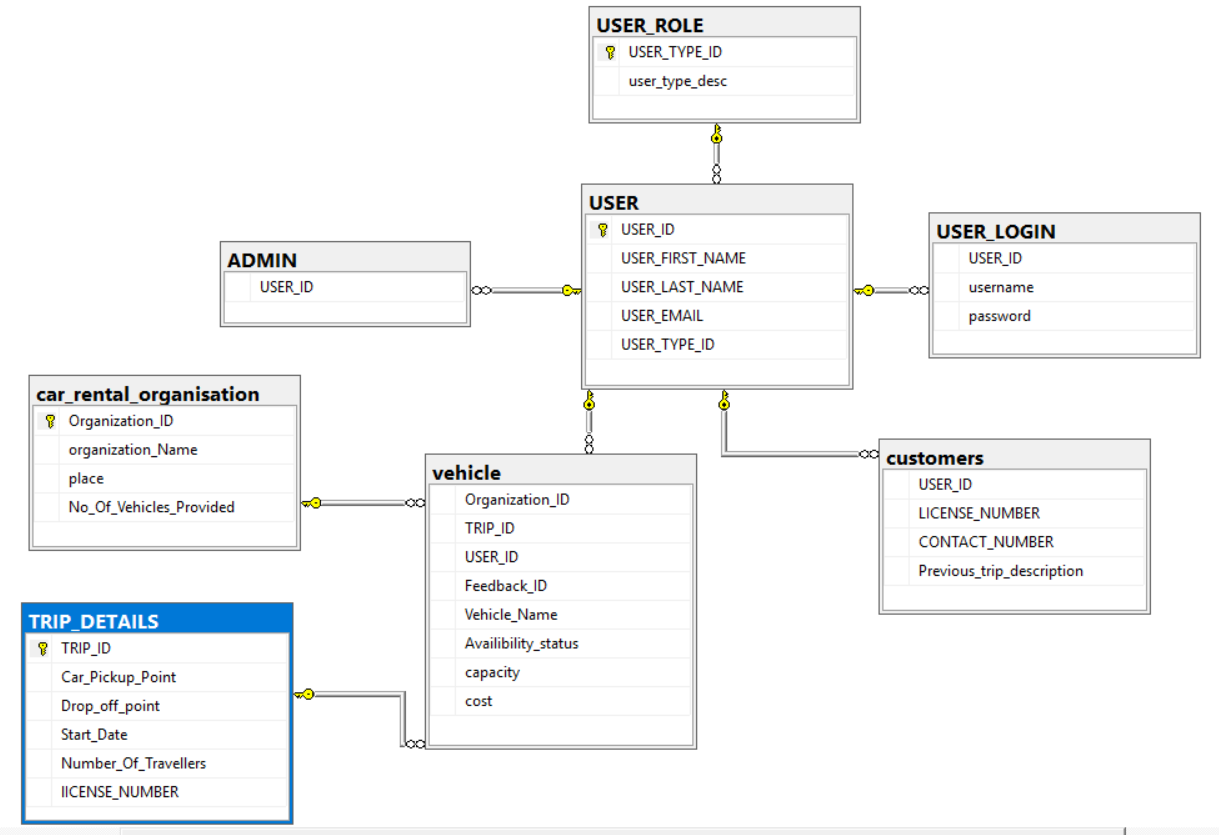 USER_ROLE
USER_TYPE_ID
user_type_desc
USER
USER_ID
USER_FIRST_NAME
USER_LAST_NAME
USER_EMAIL
USER_TYPE_ID
USER_LOGIN
USER_ID
username
password
ADMIN
USER_ID
car_rental_organisation
Organization_ID
organization_Name
place
No_Of_Vehicles_Provided
vehicle
Organization_ID
TRIP_ID
USER_ID
Feedback_ID
Vehicle_Name
Availibility_status
capacity
cost
customers
USER_ID
LICENSE_NUMBER
CONTACT_NUMBER
Previous_trip_description
TRIP_DETAILS
TRIP_ID
Car_Pickup_Point
Drop_off_point
Start_Date
Number_Of_Travellers
lICENSE_NUMBER